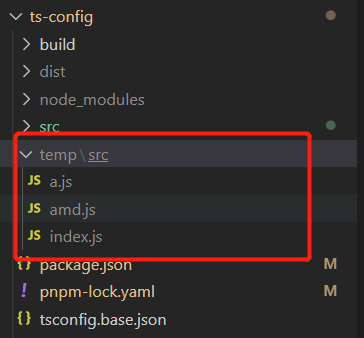 ts-config
build
dist
node_modules
src
temp\src
JS a.js
JS amd.js
JS index.js
{} package.json M
! pnpm-lock.yaml M
{} tsconfig.base.json